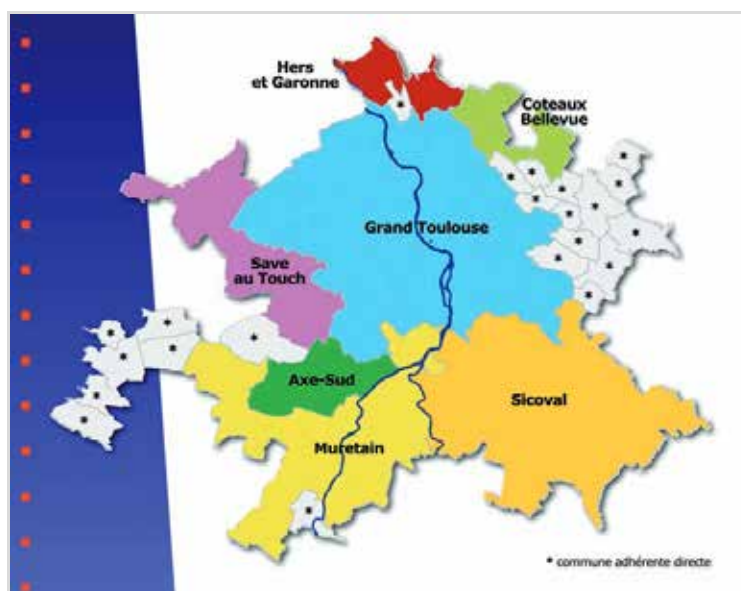 Hers
et Garonne
Coteaux
Bellevue
Grand Toulouse
Save
au Touch
Axe-Sud
Sicoval
Muretain
* commune adhérente directe